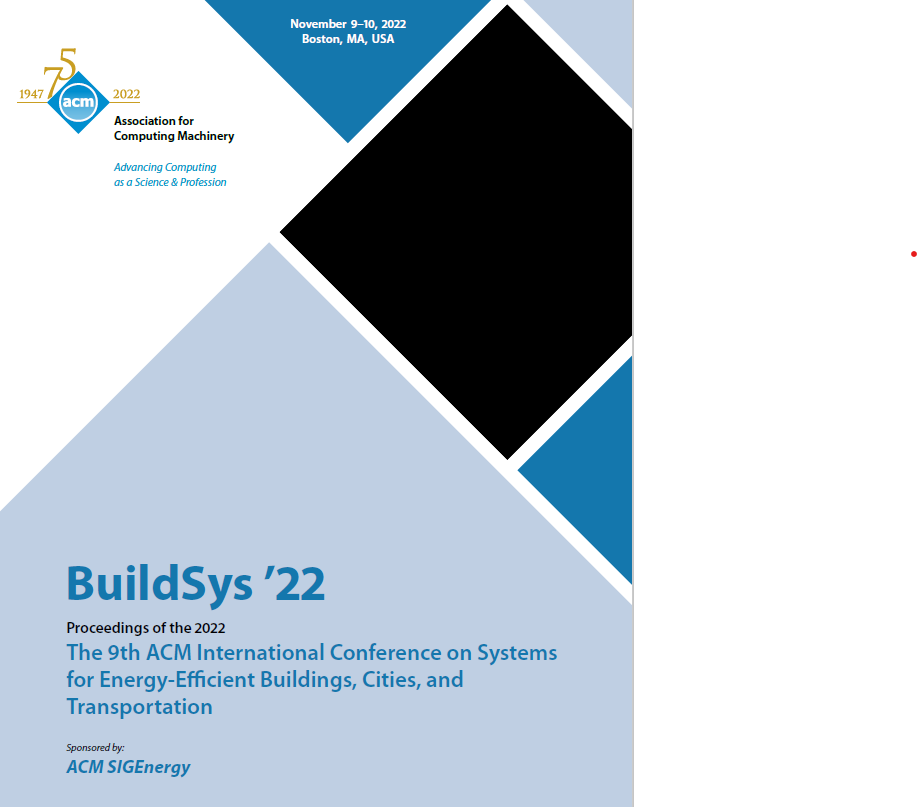 November 9–10, 2022
Boston, MA, USA
75
1947 acm 2022
Association for
Computing Machinery
Advancing Computing
as a Science & Profession
BuildSys ’22
Proceedings of the 2022
The 9th ACM International Conference on Systems
for Energy-Efficient Buildings, Cities, and
Transportation
Sponsored by:
ACM SIGEnergy